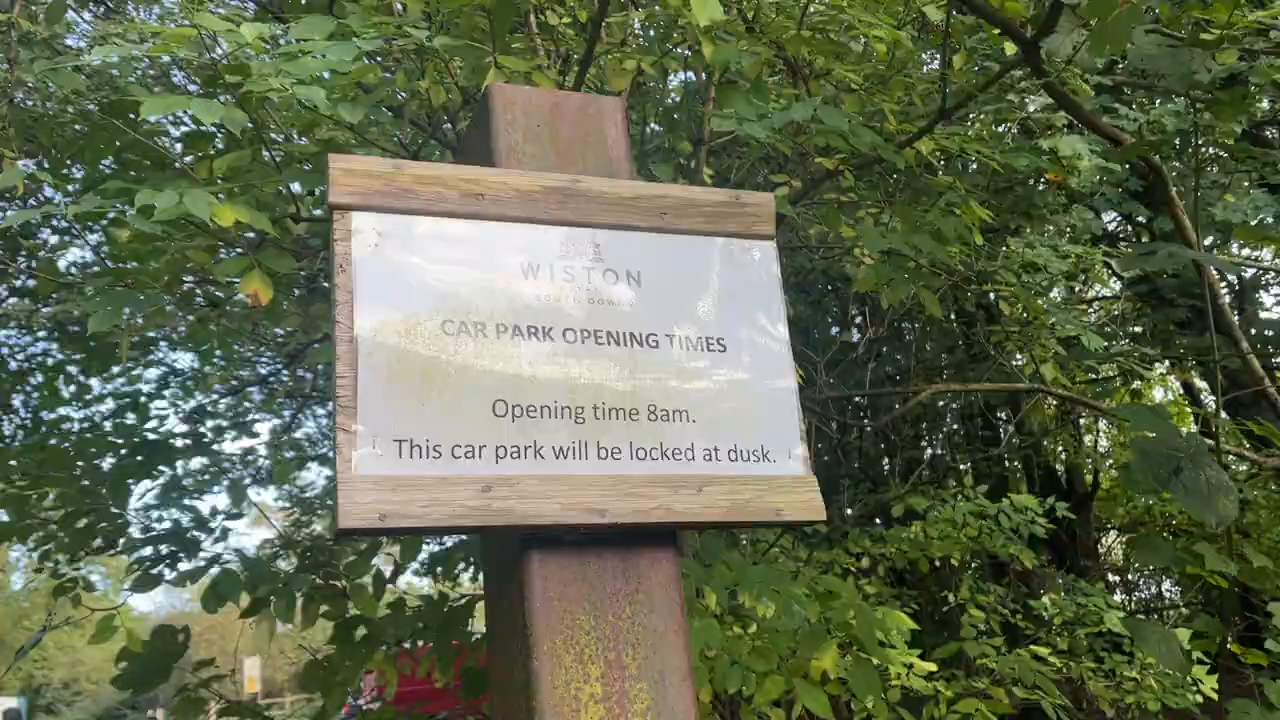 WISTON
SOUTH DOWNS
CAR PARK OPENING TIMES
Opening time 8am.
This car park will be locked at dusk.